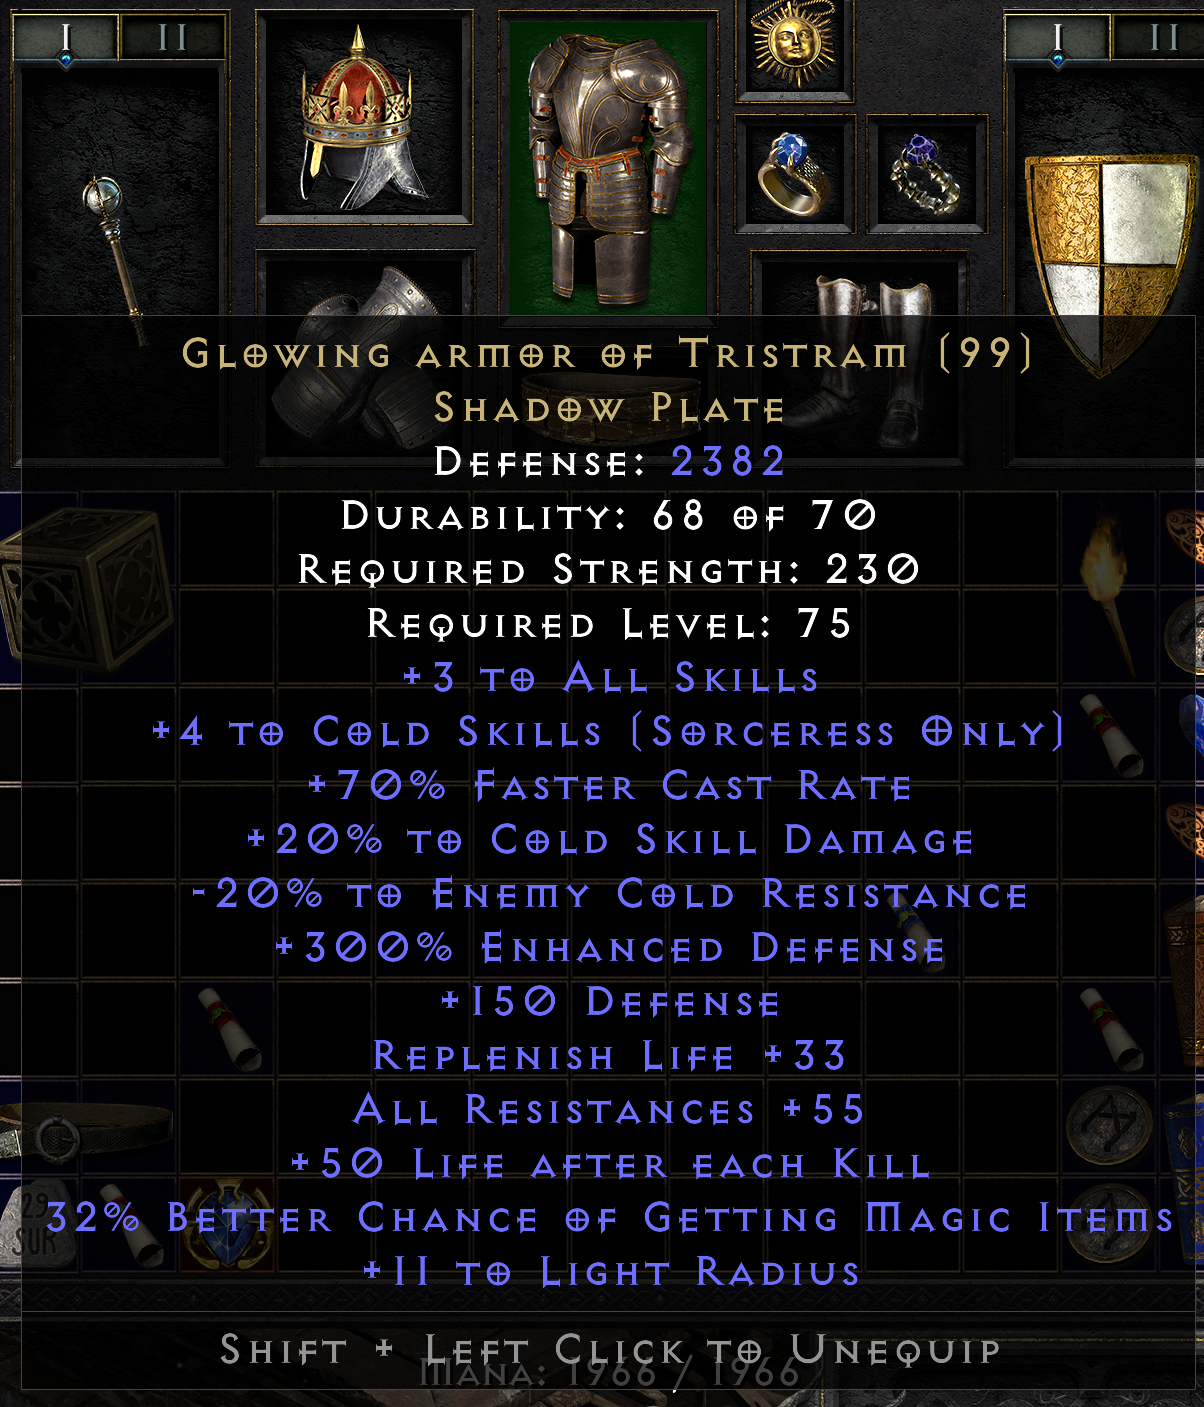 I II
I II
Glowing armor of Tristram (99)
Shadow Plate
Defense: 2382
Durability: 68 of 70
Required Strength: 230
Required Level: 75
+3 to All Skills
+4 to Cold Skills (Sorceress Only)
+70% Faster Cast Rate
+20% to Cold Skill Damage
-20% to Enemy Cold Resistance
+300% Enhanced Defense
+150 Defense
Replenish Life +33
All Resistances +55
+50 Life after each Kill
29
SUR
32% Better Chance of Getting Magic Items
+11 to Light Radius
Shift + Left Click to Unequip
Mana: 1966 / 1966